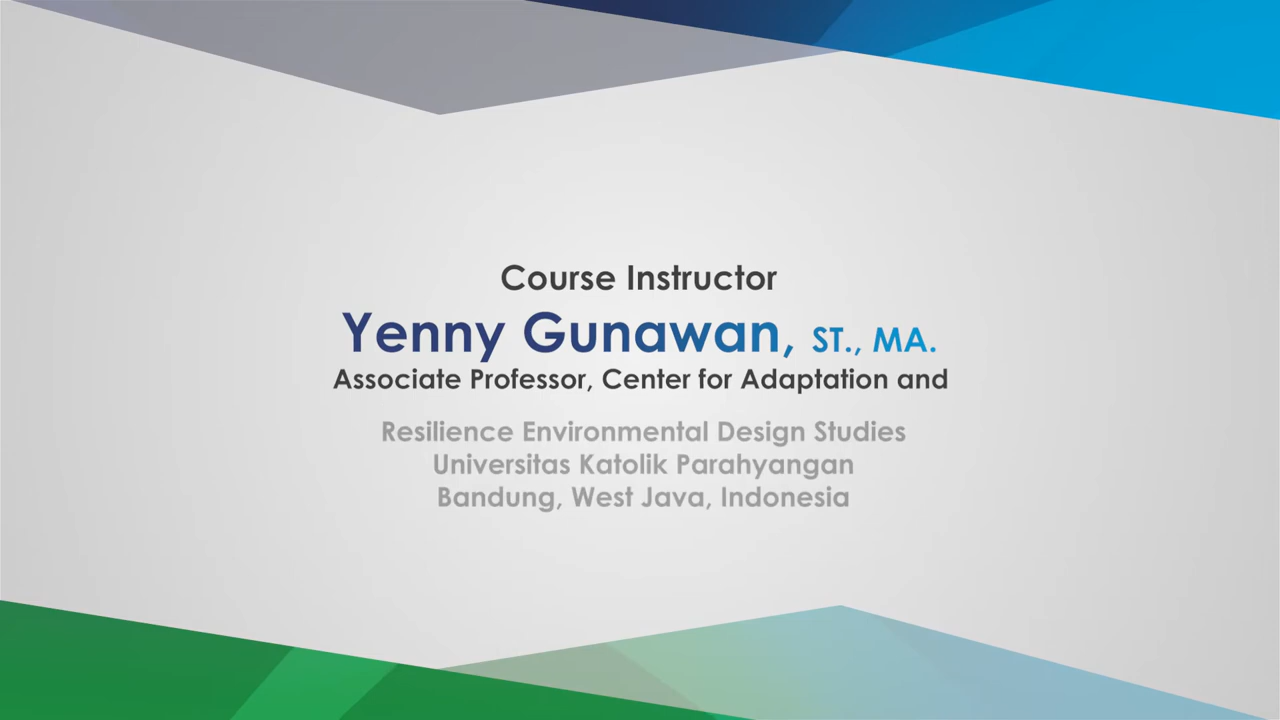 Course Instructor
Yenny Gunawan, ST., MA.
Associate Professor, Center for Adaptation and
Resilience Environmental Design Studies
Universitas Katolik Parahyangan
Bandung, West Java, Indonesia